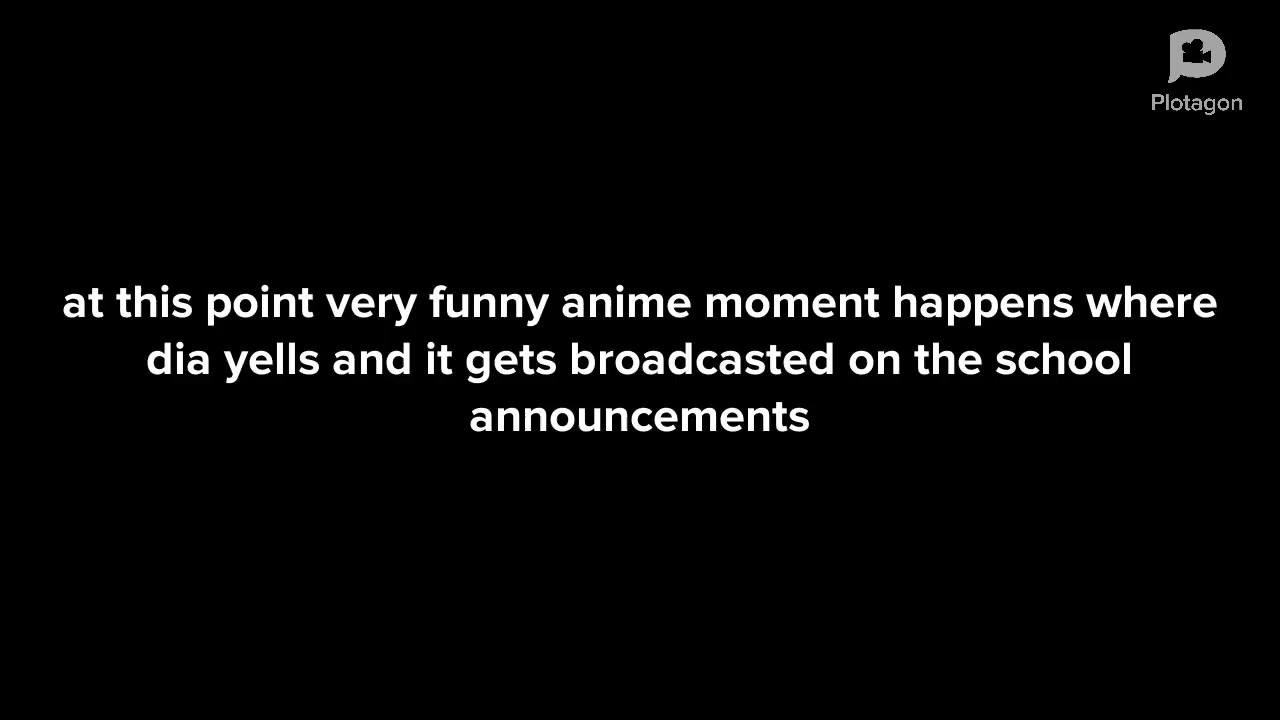 Plotagon
at this point very funny anime moment happens where
dia yells and it gets broadcasted on the school
announcements